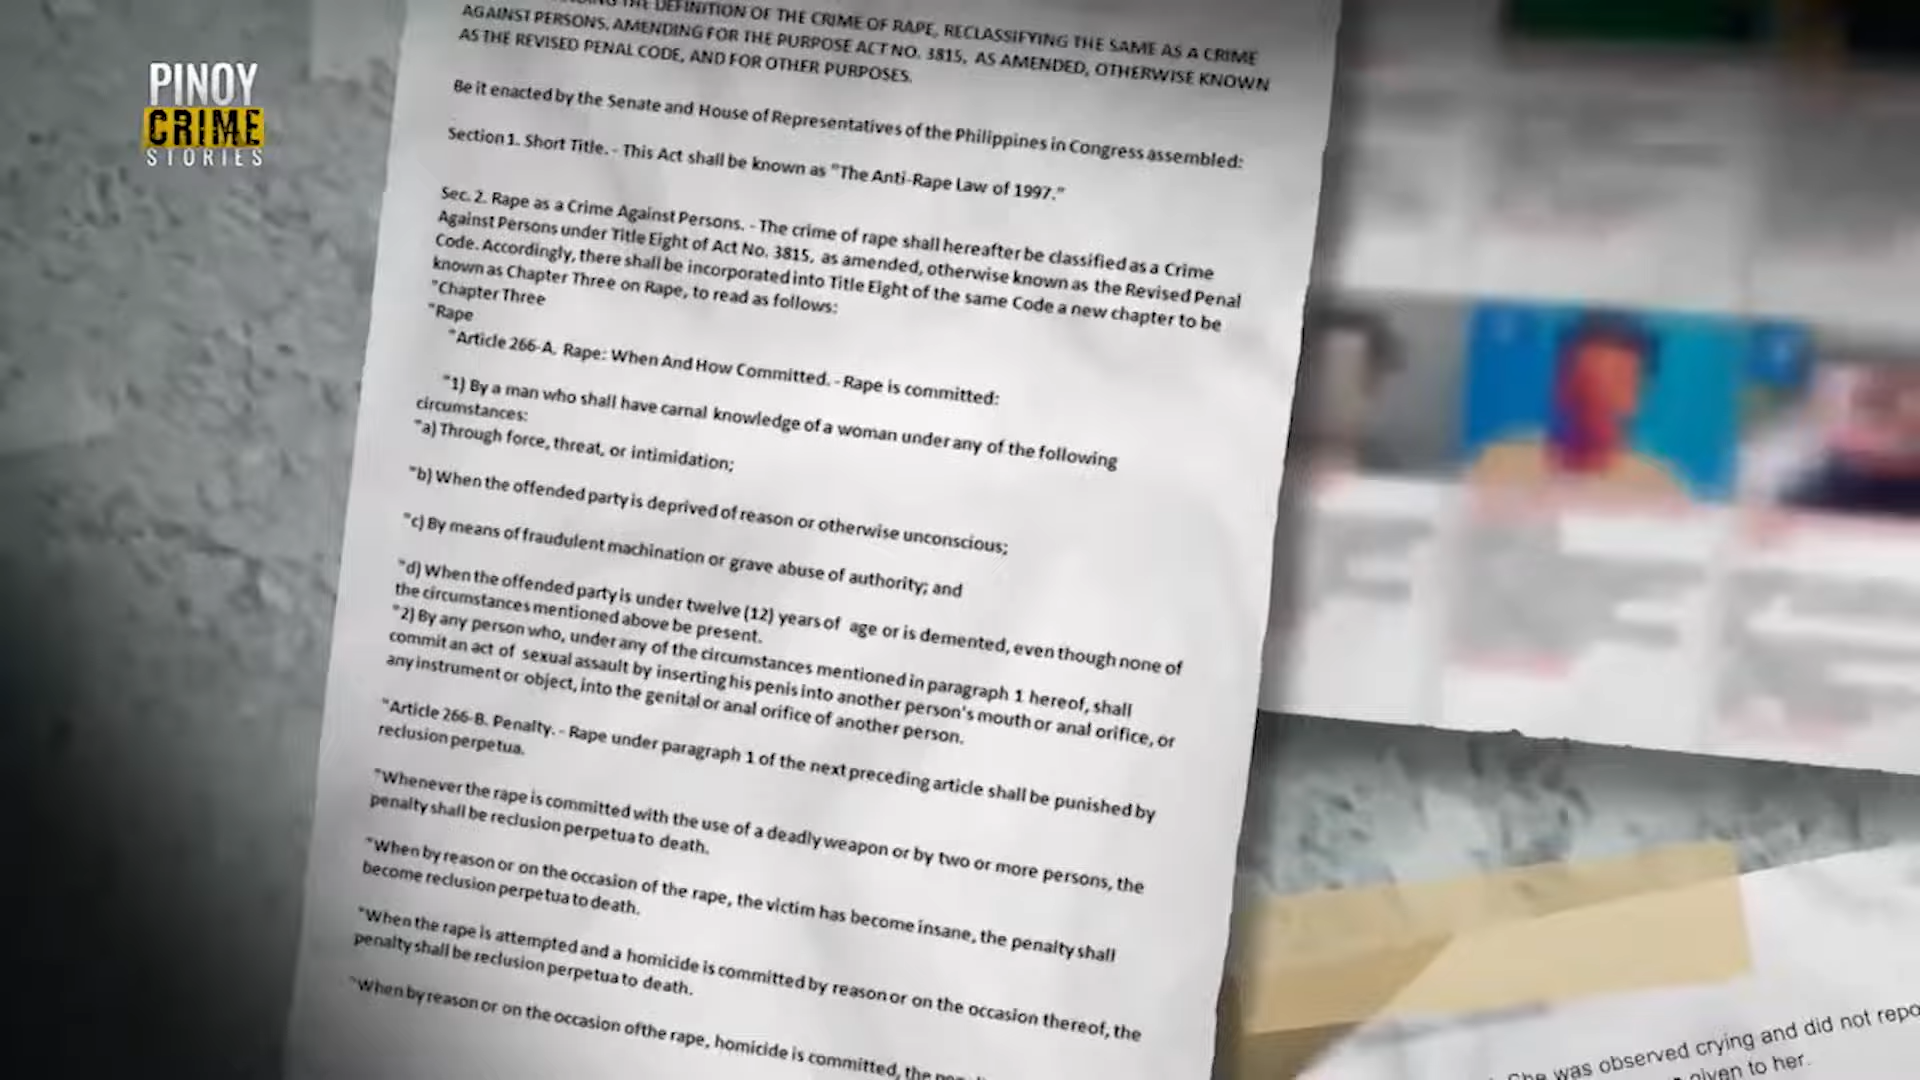 PINOY
CRIME
STORIES
THE DEFINITION OF THE CRIME OF RAPE, RECLASSIFYING THE SAME AS A CRIME
AGAINST PERSONS, AMENDING FOR THE PURPOSE ACT NO. 3815, AS AMENDED, OTHERWISE KNOWN
AS THE REVISED PENAL CODE, AND FOR OTHER PURPOSES.
Be it enacted by the Senate and House of Representatives of the Philippines in Congress assembled:
Section1. Short Title. - This Act shall be known as "The Anti-Rape Law of 1997."
Sec. 2. Rape as a Crime Against Persons. - The crime of rape shall hereafter be classified as a Crime
Against Persons under Title Eight of Act No. 3815, as amended, otherwise known as the Revised Penal
Code. Accordingly, there shall be incorporated into Title Eight of the same Code a new chapter to be
known as Chapter Three on Rape, to read as follows:
"Chapter Three
"Rape
"Article 266-A. Rape: When And How Committed. - Rape is committed:
"1) By a man who shall have carnal knowledge of a woman under any of the following
circumstances:
"a) Through force, threat, or intimidation;
"b) When the offended party is deprived of reason or otherwise unconscious;
"c) By means of fraudulent machination or grave abuse of authority; and
"d) When the offended party is under twelve (12) years of age or is demented, even though none of
the circumstances mentioned above be present.
"2) By any person who, under any of the circumstances mentioned in paragraph 1 hereof, shall
commit an act of sexual assault by inserting his penis into another person's mouth or anal orifice, or
any instrument or object, into the genital or anal orifice of another person.
"Article 266-B. Penalty. - Rape under paragraph 1 of the next preceding article shall be punished by
reclusion perpetua.
"Whenever the rape is committed with the use of a deadly weapon or by two or more persons, the
penalty shall be reclusion perpetua to death.
"When by reason or on the occasion of the rape, the victim has become insane, the penalty shall
become reclusion perpetua to death.
"When the rape is attempted and a homicide is committed by reason or on the occasion thereof, the
penalty shall be reclusion perpetua to death.
"When by reason or on the occasion of the rape, homicide is committed, the
She was observed crying and did not repo
given to her.